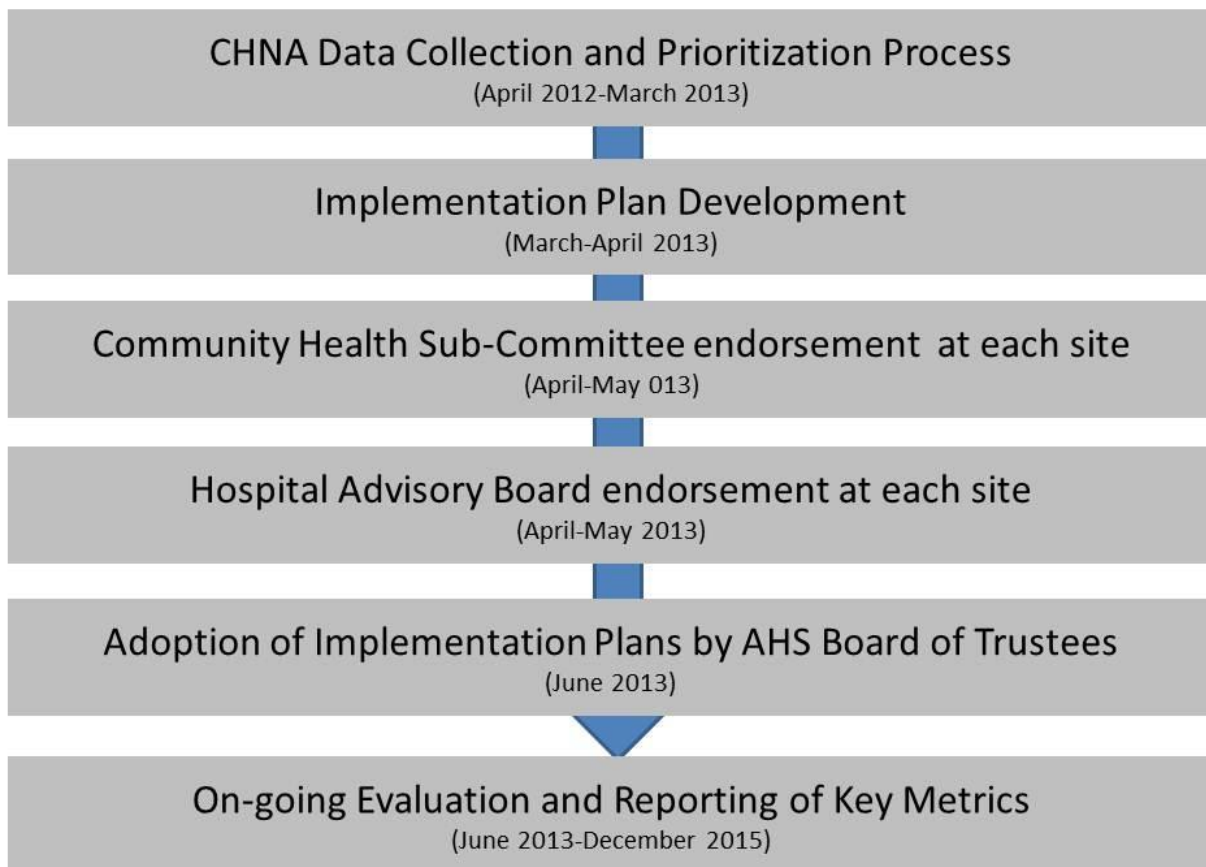 CHNA Data Collection and Prioritization Process
(April 2012-March 2013)
Implementation Plan Development
(March-April 2013)
Community Health Sub-Committee endorsement at each site
(April-May 013)
Hospital Advisory Board endorsement at each site
(April-May 2013)
Adoption of Implementation Plans by AHS Board of Trustees
(June 2013)
On-going Evaluation and Reporting of Key Metrics
(June 2013-December 2015)